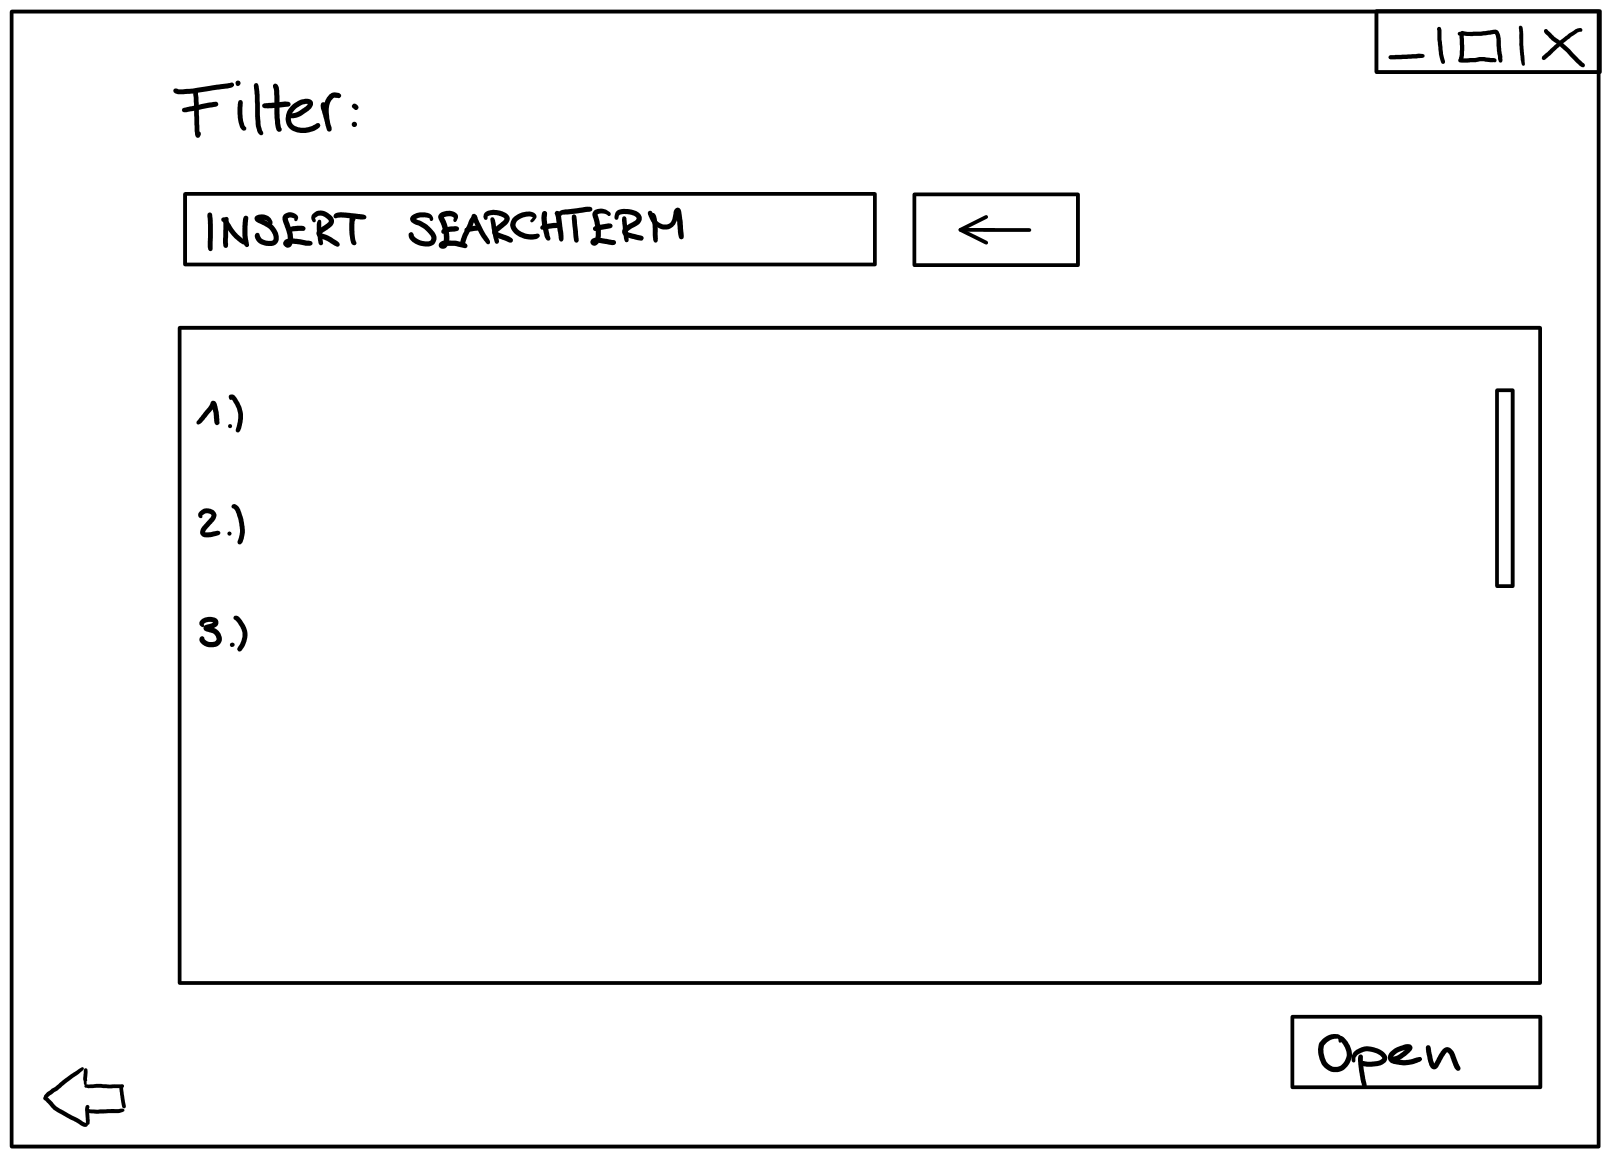 Filter:
INSERT SEARCHTERM
1.)
2.)
3.)
Open